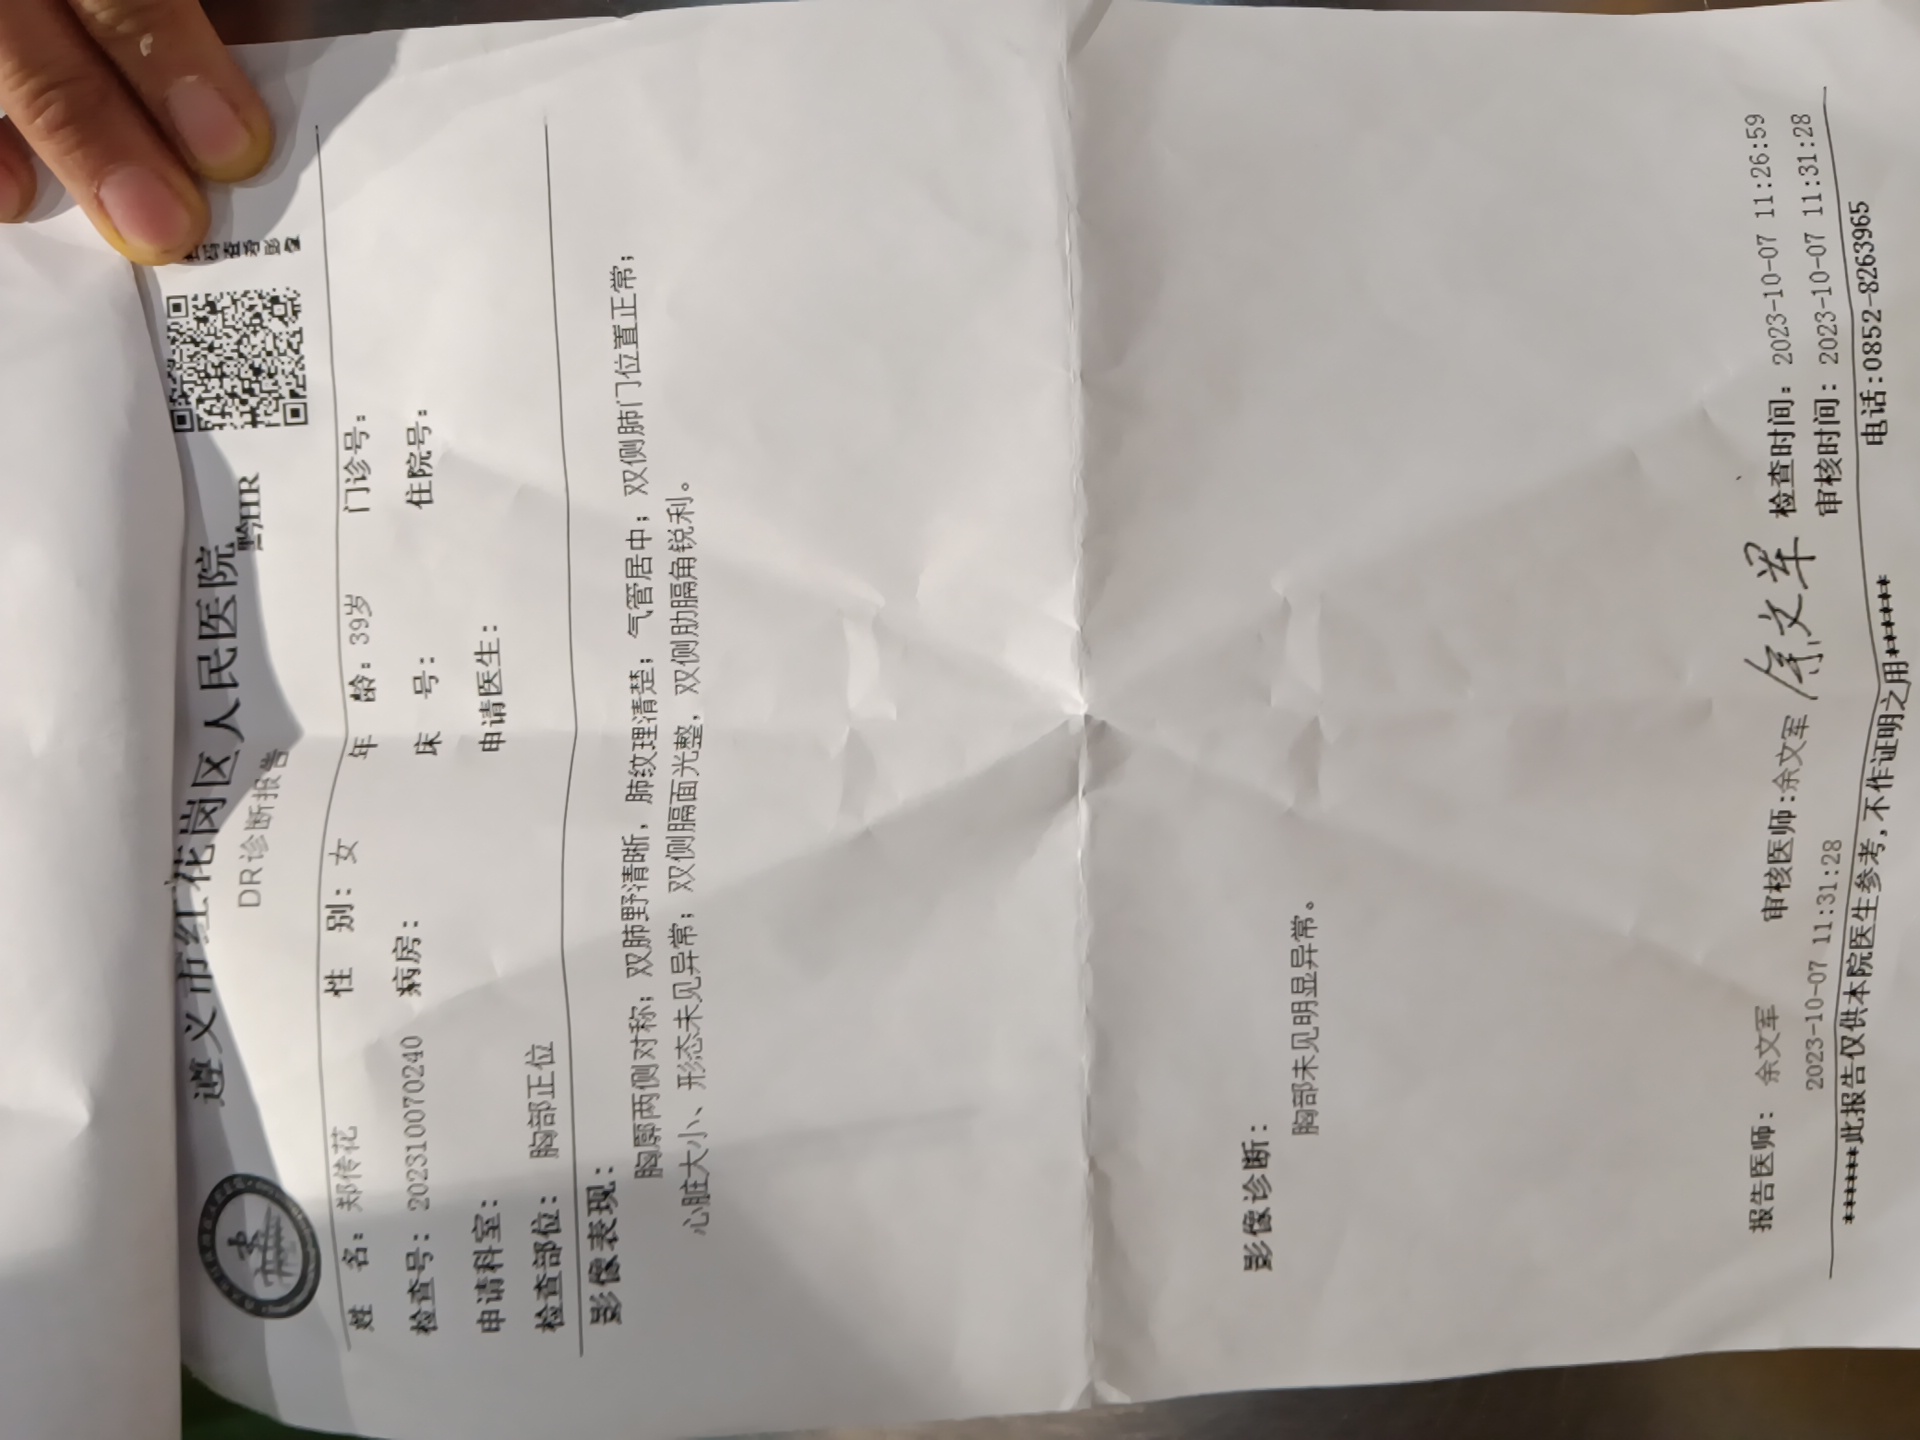 遵义市红花岗区人民医院
DR诊断报告
黔HR
扫码查看影像
姓 名：郑传花 性 别：女 年 龄：39岁 门诊号：
检查号：202310070240 病房： 床 号： 住院号：
申请科室： 申请医生：
检查部位：胸部正位
影像表现：
胸廓两侧对称；双肺野清晰，肺纹理清楚；气管居中；双侧肺门位置正常；
心脏大小、形态未见异常；双侧膈面光整，双侧肋膈角锐利。
影像诊断：
胸部未见明显异常。
报告医师：余文军 审核医师：余文军 余文军 检查时间：2023-10-07 11:26:59
2023-10-07 11:31:28 审核时间：2023-10-07 11:31:28
*****此报告仅供本院医生参考,不作证明之用***** 电话:0852-8263965